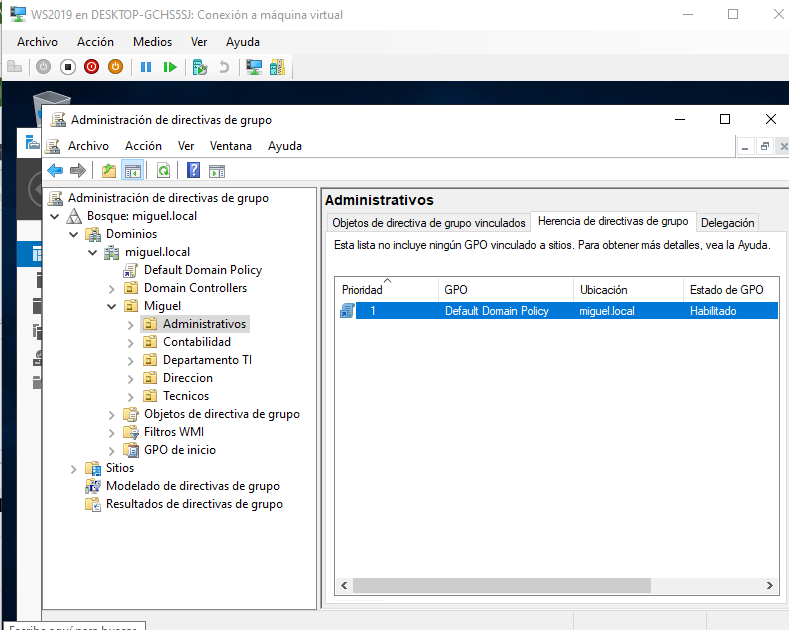 WS2019 en DESKTOP-GCHS5SJ: Conexión a máquina virtual
Archivo Acción Medios Ver Ayuda
Administración de directivas de grupo
Archivo Acción Ver Ventana Ayuda
Administración de directivas de grupo
Bosque: miguel.local
Dominios
miguel.local
Default Domain Policy
Domain Controllers
Miguel
Administrativos
Contabilidad
Departamento TI
Direccion
Tecnicos
Objetos de directiva de grupo
Filtros WMI
GPO de inicio
Sitios
Modelado de directivas de grupo
Resultados de directivas de grupo
Administrativos
Objetos de directiva de grupo vinculados Herencia de directivas de grupo Delegación
Esta lista no incluye ningún GPO vinculado a sitios. Para obtener más detalles, vea la Ayuda.
Prioridad GPO Ubicación Estado de GPO
1 Default Domain Policy miguel.local Habilitado
Escribe aquí para buscar